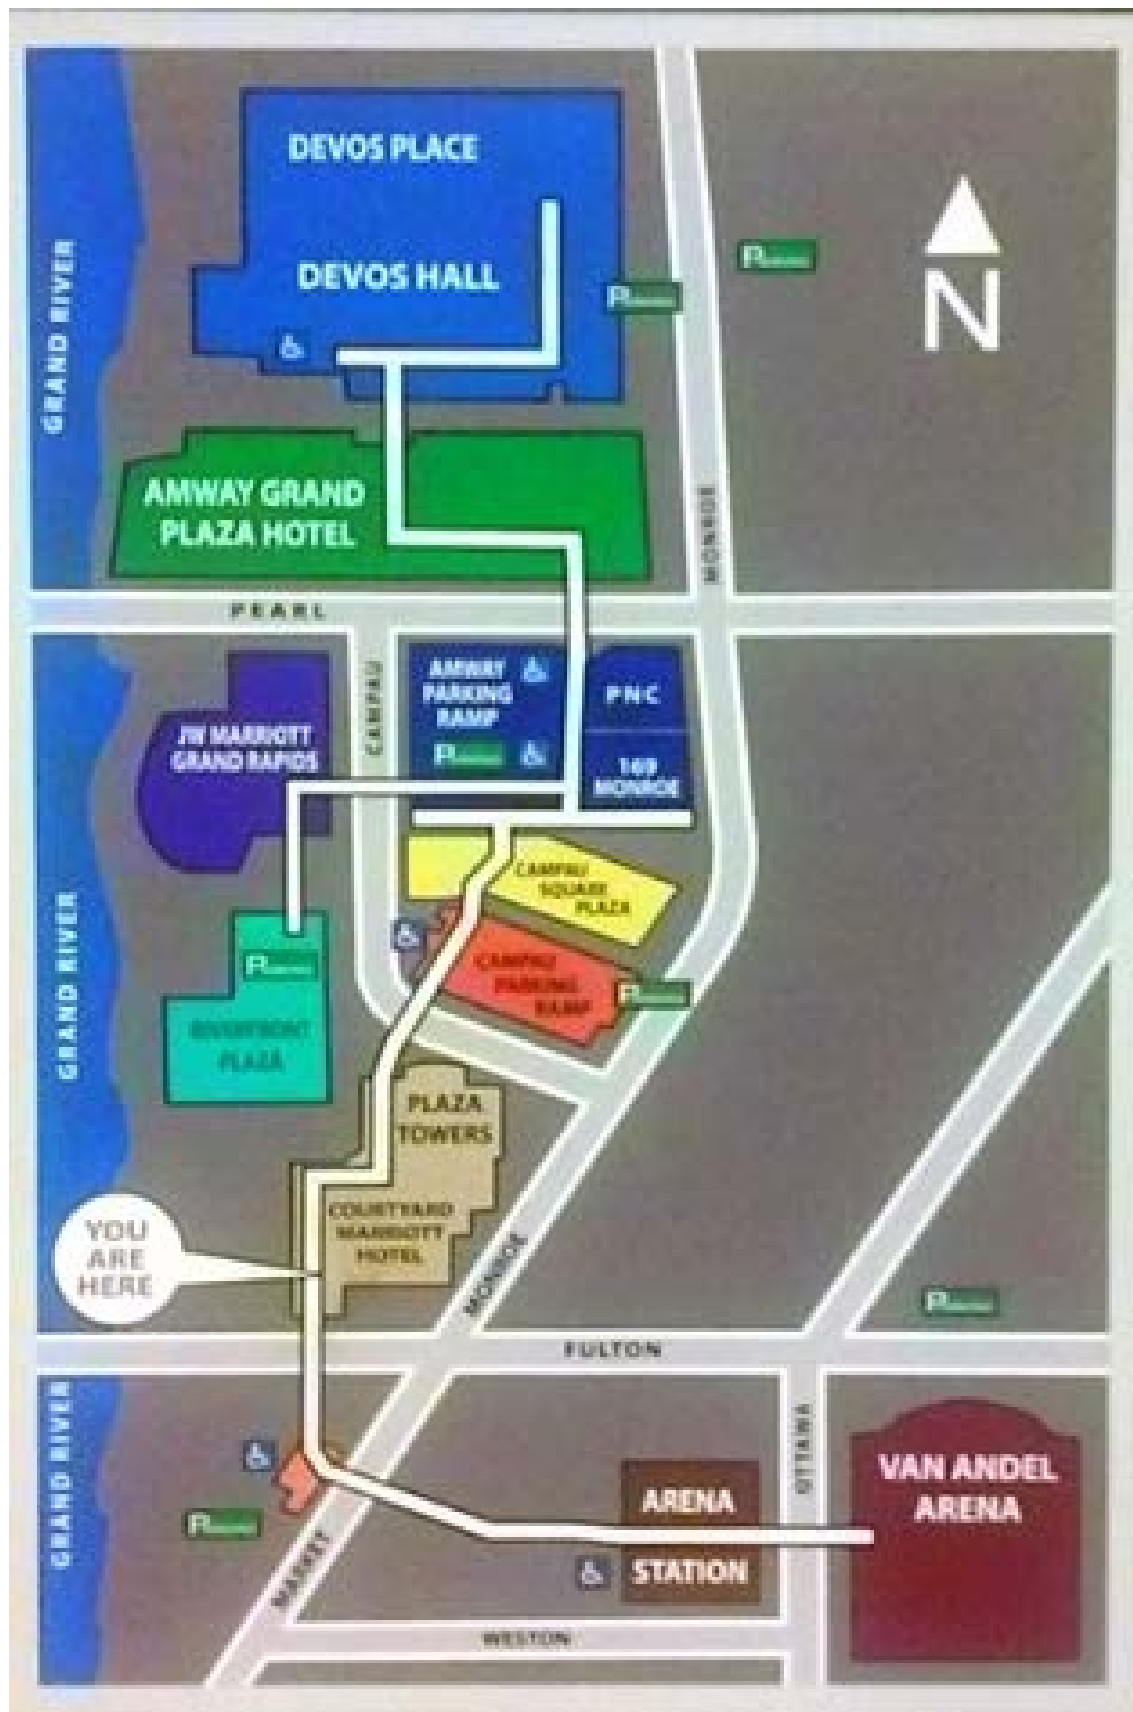 DEVOS PLACE
DEVOS HALL
GRAND RIVER
N
P
P
AMWAY GRAND
PLAZA HOTEL
MONROE
PEARL
CAMPAU
AMWAY
PARKING
RAMP
P
PNC
169
MONROE
JW MARRIOTT
GRAND RAPIDS
CAMPAU
SQUARE
PLAZA
GRAND RIVER
P
RIVERFRONT
PLAZA
CAMPAU
PARKING
RAMP
P
PLAZA
TOWERS
COURTYARD
MARRIOTT
HOTEL
YOU
ARE
HERE
MONROE
P
FULTON
GRAND RIVER
OTTAWA
VAN ANDEL
ARENA
ARENA
STATION
P
MARKET
WESTON